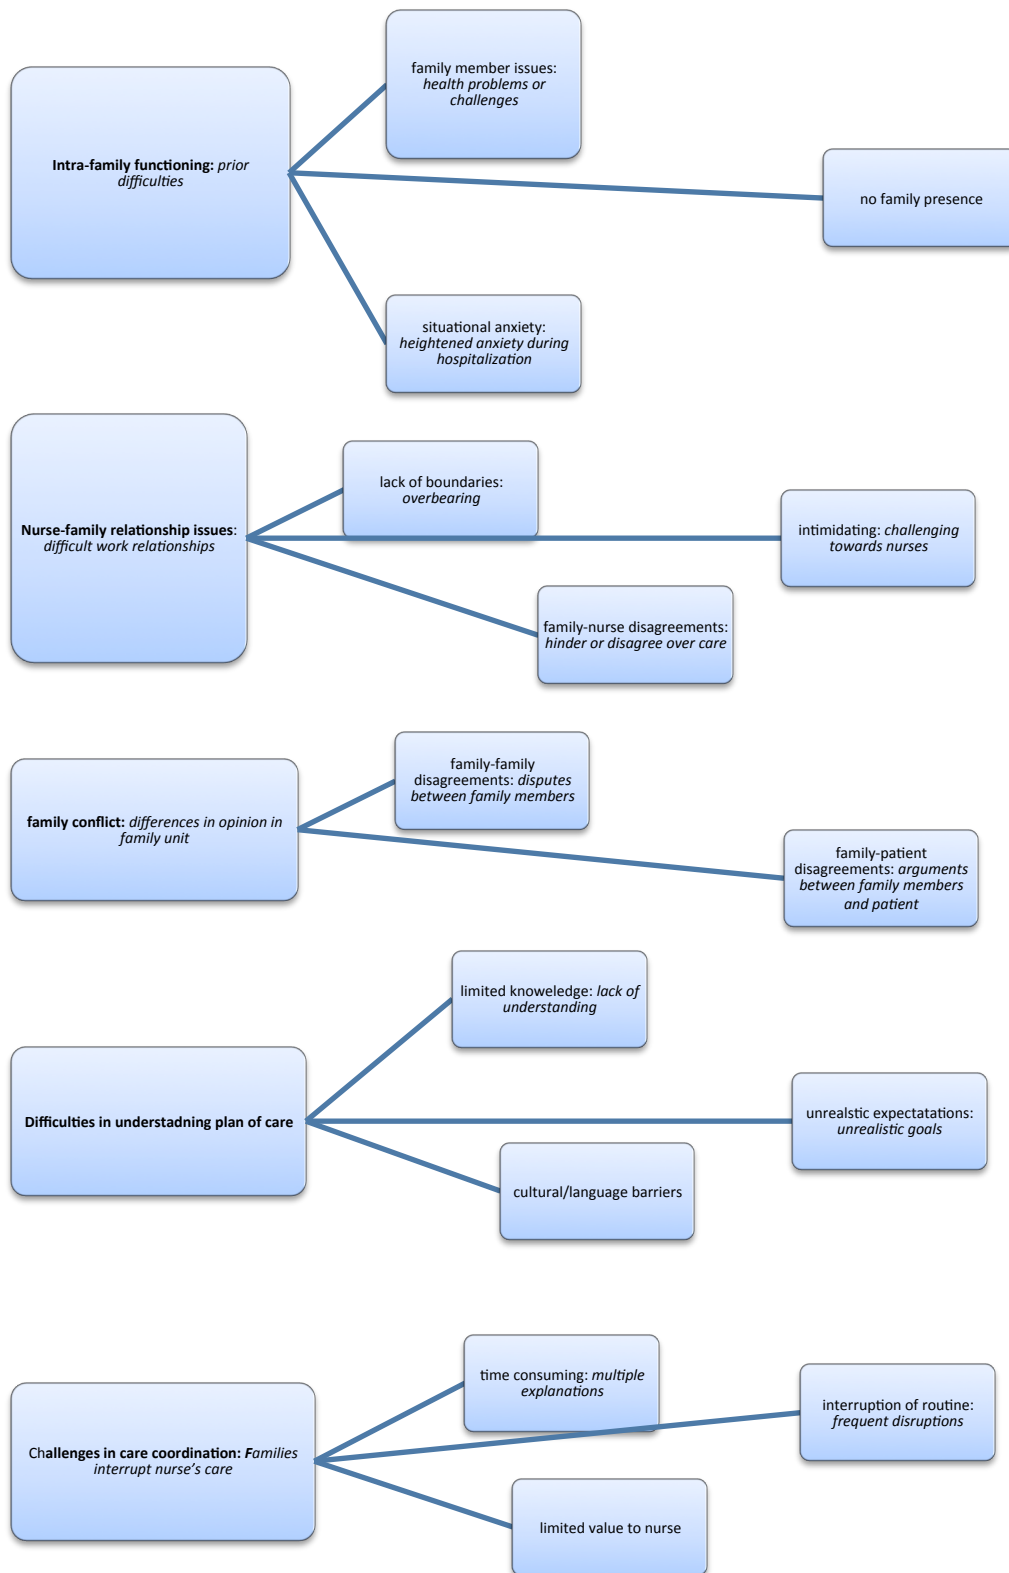 family member issues:
health problems or
challenges
Intra-family functioning: prior
difficulties
no family presence
situational anxiety:
heightened anxiety during
hospitalization
lack of boundaries:
overbearing
Nurse-family relationship issues:
difficult work relationships
intimidating: challenging
towards nurses
family-nurse disagreements:
hinder or disagree over care
family-family
disagreements: disputes
between family members
family conflict: differences in opinion in
family unit
family-patient
disagreements: arguments
between family members
and patient
limited knoweledge: lack of
understanding
Difficulties in understadning plan of care
unrealstic expectatations:
unrealistic goals
cultural/language barriers
time consuming: multiple
explanations
interruption of routine:
frequent disruptions
Challenges in care coordination: Families
interrupt nurse’s care
limited value to nurse